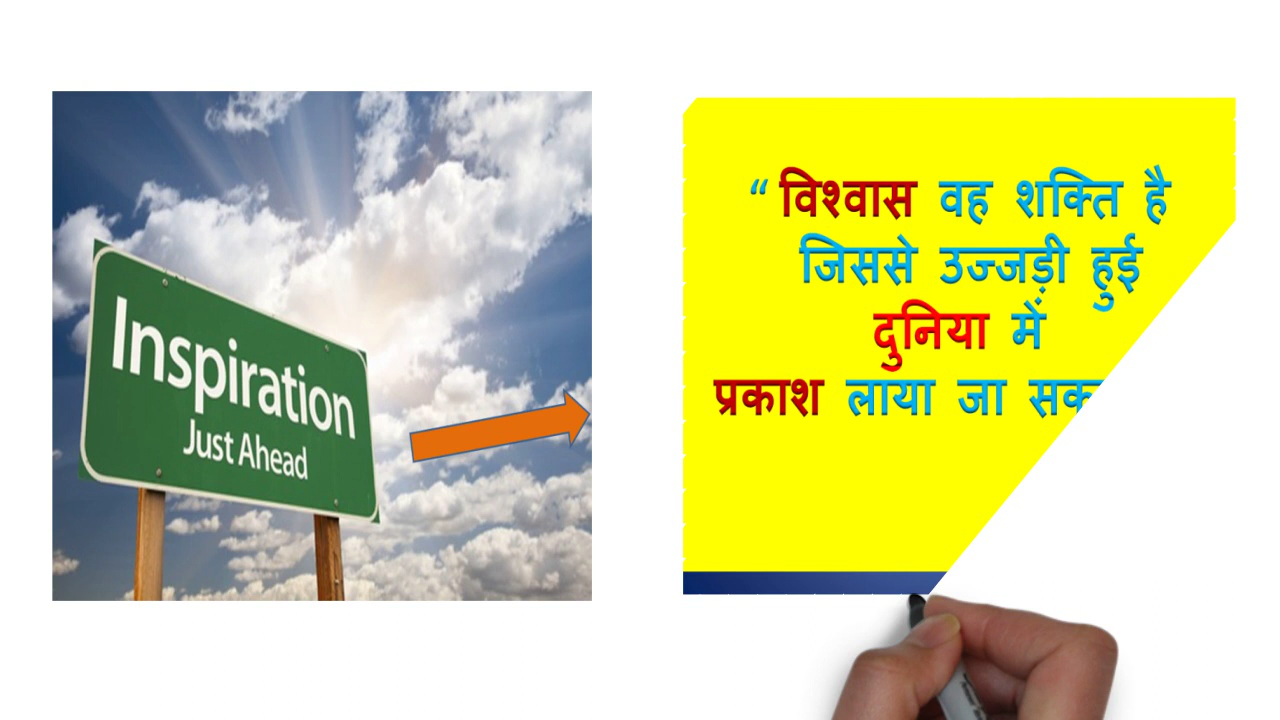 Inspiration
Just Ahead
“ विश्वास वह शक्ति है
जिससे उज्जड़ी हुई
दुनिया में
प्रकाश लाया जा